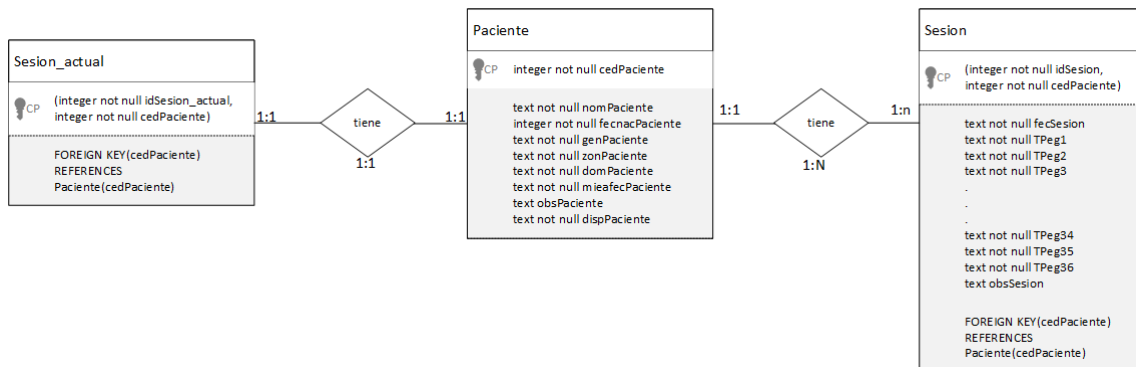 Sesion_actual
CP
(integer not null idSesion_actual,
integer not null cedPaciente)
FOREIGN KEY(cedPaciente)
REFERENCES
Paciente(cedPaciente)
1:1
tiene
1:1
1:1
Paciente
CP
integer not null cedPaciente
text not null nomPaciente
integer not null fecnacPaciente
text not null genPaciente
text not null zonPaciente
text not null domPaciente
text not null mieafecPaciente
text obsPaciente
text not null dispPaciente
1:1
tiene
1:n
1:N
Sesion
CP
(integer not null idSesion,
integer not null cedPaciente)
text not null fecSesion
text not null TPeg1
text not null TPeg2
text not null TPeg3
.
.
.
text not null TPeg34
text not null TPeg35
text not null TPeg36
text obsSesion
FOREIGN KEY(cedPaciente)
REFERENCES
Paciente(cedPaciente)